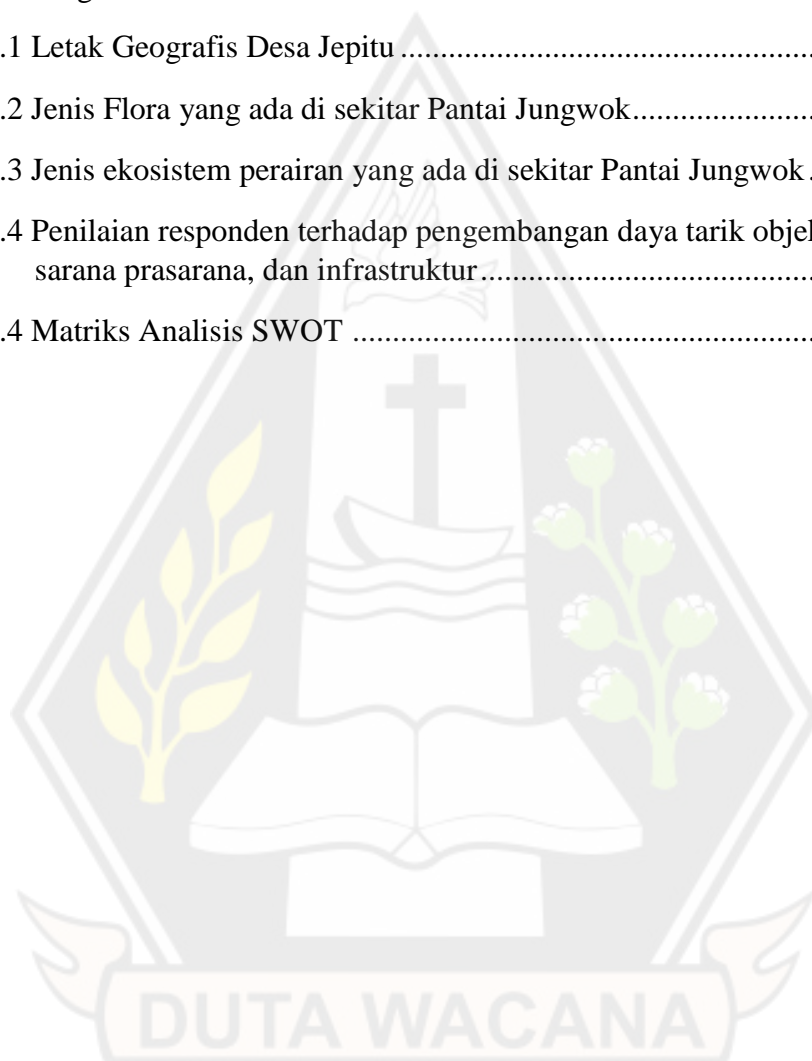 .1 Letak Geografis Desa Jepitu
.2 Jenis Flora yang ada di sekitar Pantai Jungwok
.3 Jenis ekosistem perairan yang ada di sekitar Pantai Jungwok
.4 Penilaian responden terhadap pengembangan daya tarik
sarana prasarana, dan infrastruktur
.4 Matriks Analisis SWOT
DUTA WACANA